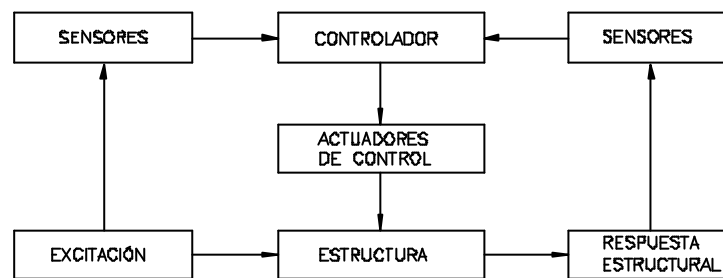 SENSORES
CONTROLADOR
SENSORES
ACTUADORES
DE CONTROL
EXCITACIÓN
ESTRUCTURA
RESPUESTA
ESTRUCTURAL